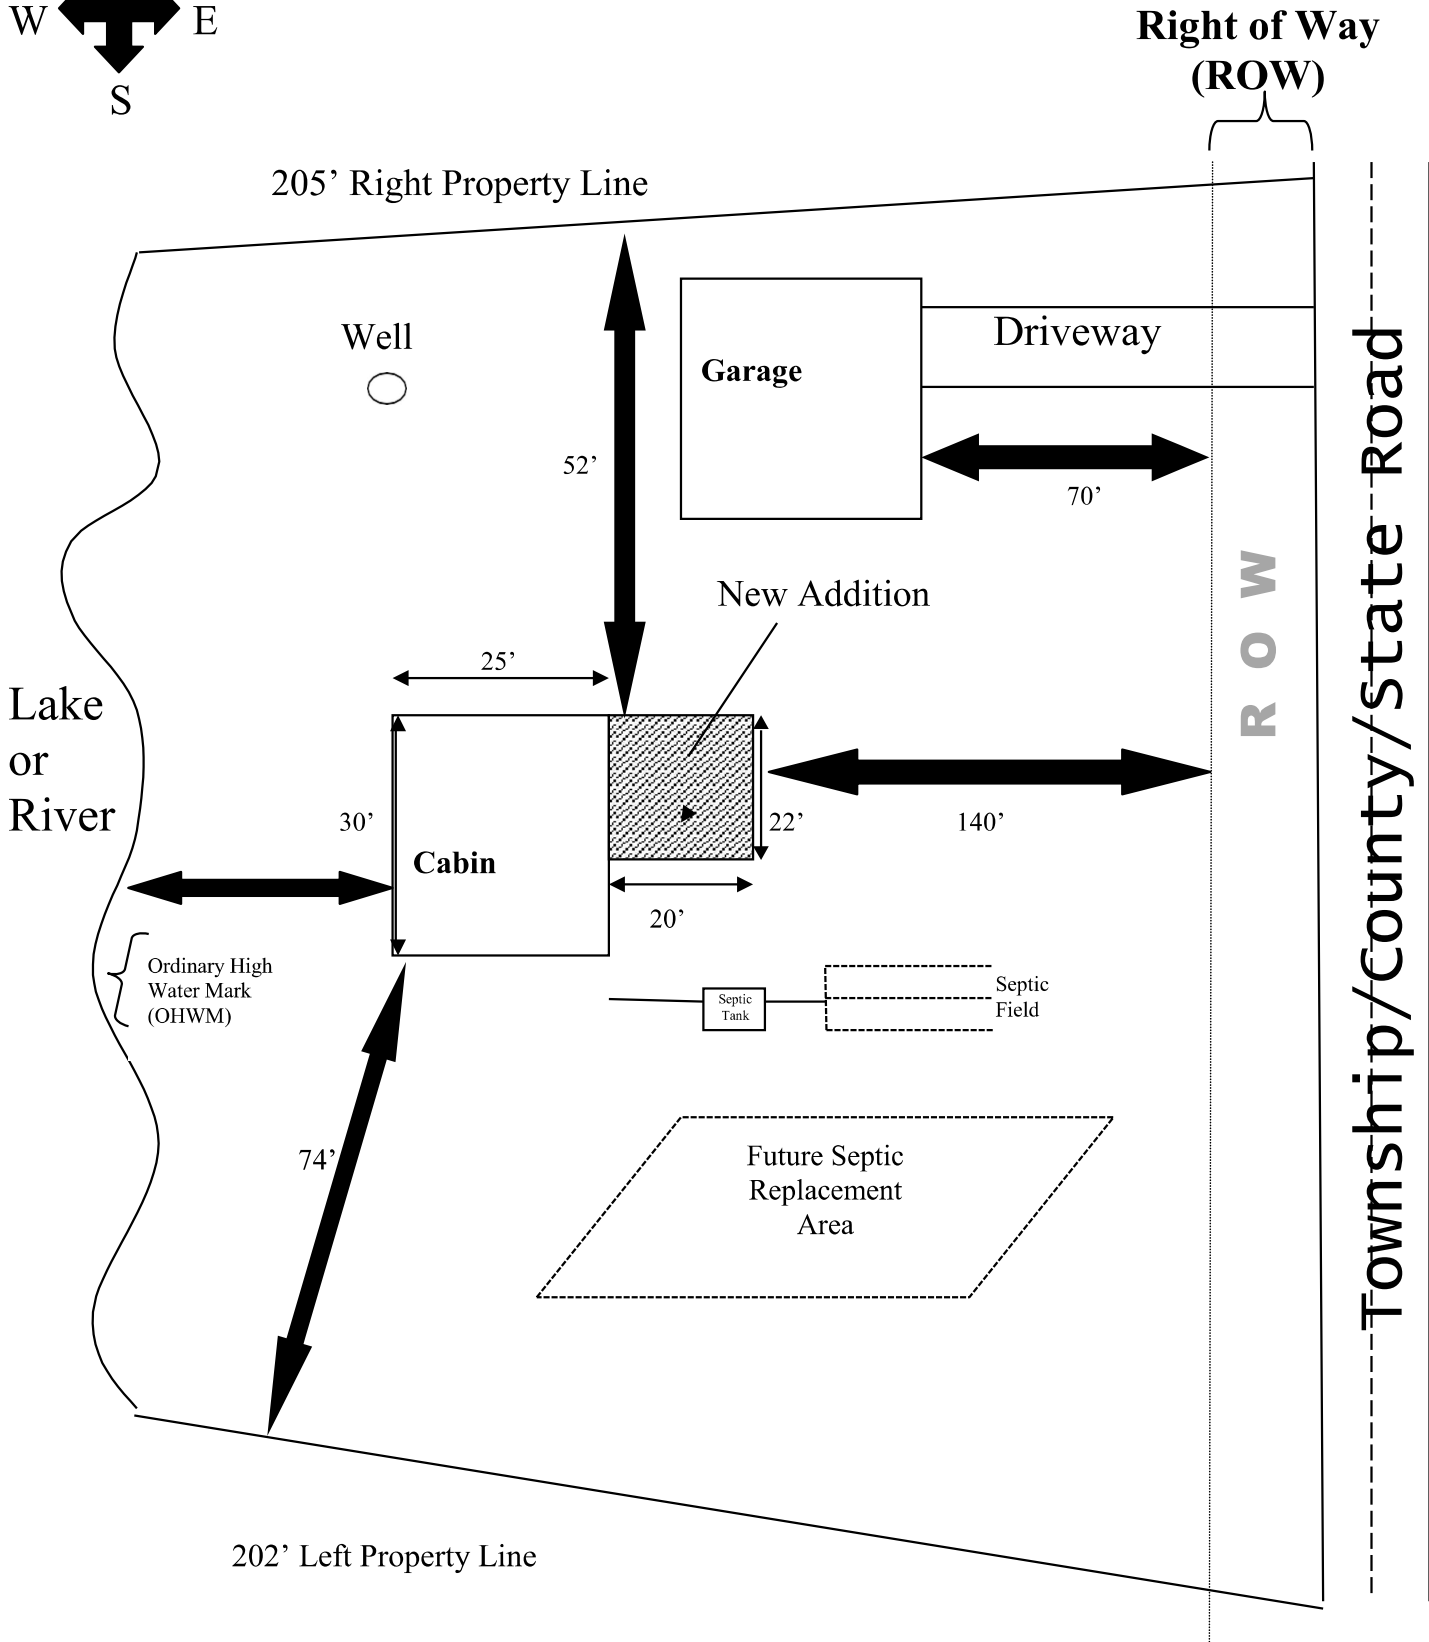 W
E
S
Right of Way
(ROW)
205’ Right Property Line
Well
Garage
Driveway
52’
70’
New Addition
R O W
Township/County/State Road
25’
Lake
or
River
30’
Cabin
22’
140’
20’
Ordinary High
Water Mark
(OHWM)
Septic
Tank
Septic
Field
74’
Future Septic
Replacement
Area
202’ Left Property Line